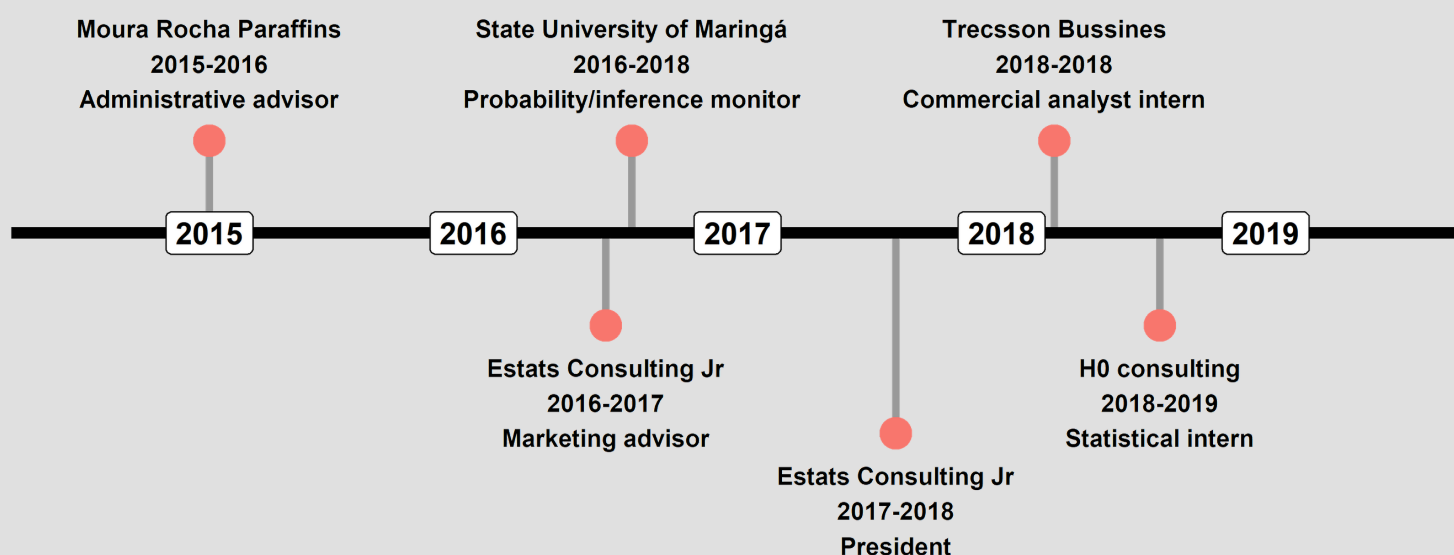 Moura Rocha Paraffins
2015-2016
Administrative advisor
State University of Maringá
2016-2018
Probability/inference monitor
Trecsson Bussines
2018-2018
Commercial analyst intern
2015
2016
2017
2018
2019
Estats Consulting Jr
2016-2017
Marketing advisor
Estats Consulting Jr
2017-2018
President
H0 consulting
2018-2019
Statistical intern